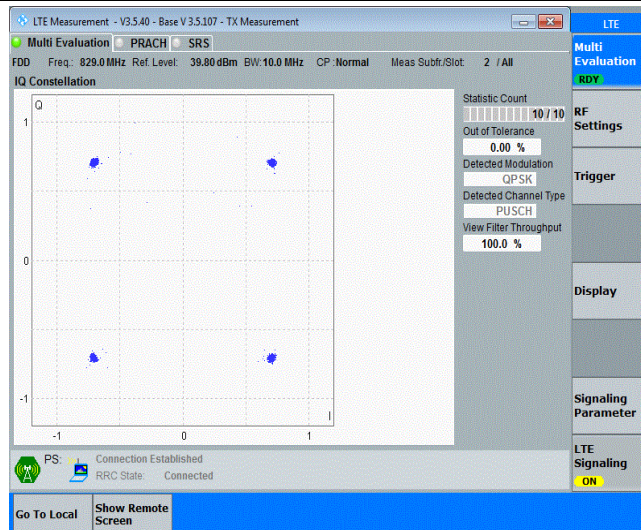 LTE Measurement - V3.5.40 - Base V 3.5.107 - TX Measurement
LTE
Multi Evaluation PRACH SRS
FDD Freq.: 829.0 MHz Ref. Level: 39.80 dBm BW: 10.0 MHz CP : Normal Meas Subfr./Slot: 2 / All
IQ Constellation
Q
1
0
-1
I
-1 0 1
Statistic Count
10 / 10
Out of Tolerance
0.00 %
Detected Modulation
QPSK
Detected Channel Type
PUSCH
View Filter Throughput
100.0 %
PS: Connection Established
RRC State: Connected
Multi
Evaluation
RDY
RF
Settings
Trigger
Display
Signaling
Parameter
LTE
Signaling
ON
Go To Local
Show Remote
Screen